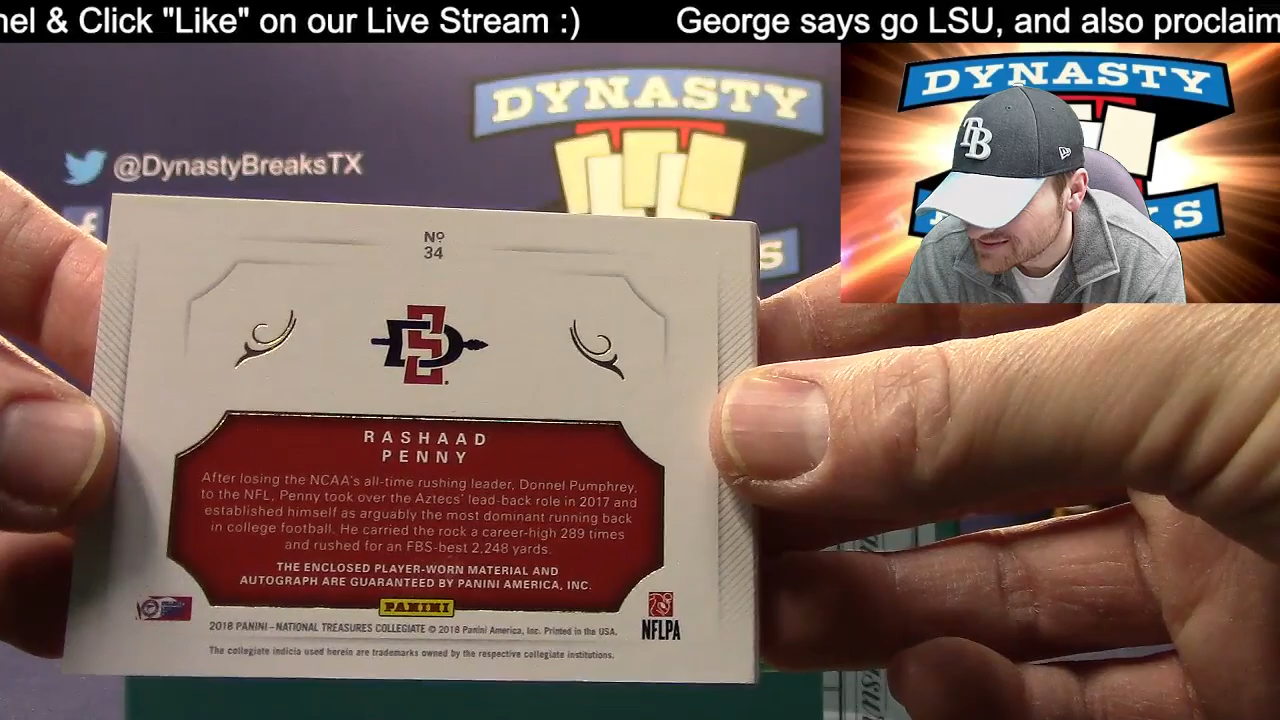 nel & Click "Like" on our Live Stream :)
George says go LSU, and also proclaim
DYNASTY
@DynastyBreaksTX
f
S
DYNASTY
KS
TB
Nº
34
SD
RASHAAD
PENNY
After losing the NCAA's all-time rushing leader, Donnel Pumphrey,
to the NFL, Penny took over the Aztecs' lead-back role in 2017 and
established himself as arguably the most dominant running back
in college football. He carried the rock a career-high 289 times
and rushed for an FBS-best 2,248 yards.
THE ENCLOSED PLAYER-WORN MATERIAL AND
AUTOGRAPH ARE GUARANTEED BY PANINI AMERICA, INC.
PANINI
NFLPA
2018 PANINI–NATIONAL TREASURES COLLEGIATE © 2018 Panini America, Inc. Printed in the USA.
The collegiate indicia used herein are trademarks owned by the respective collegiate institutions.